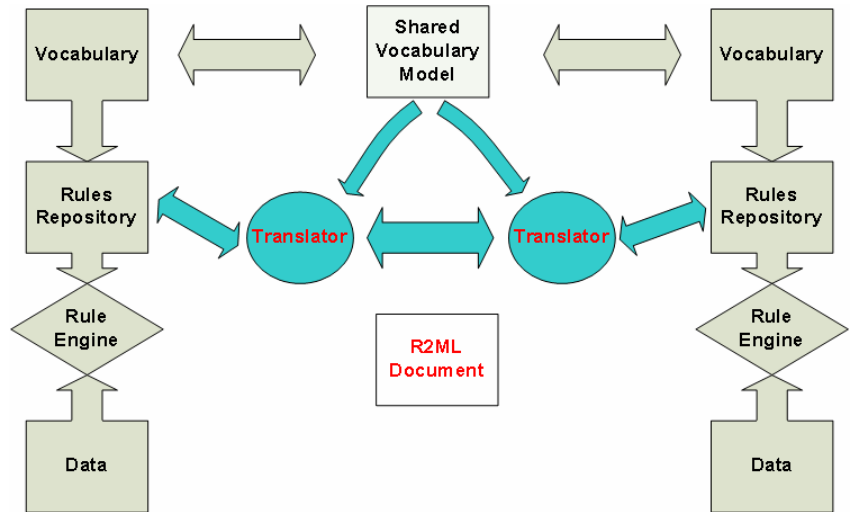 Vocabulary
Shared
Vocabulary
Model
Vocabulary
Rules
Repository
Translator
Translator
Rules
Repository
Rule
Engine
R2ML
Document
Rule
Engine
Data
Data